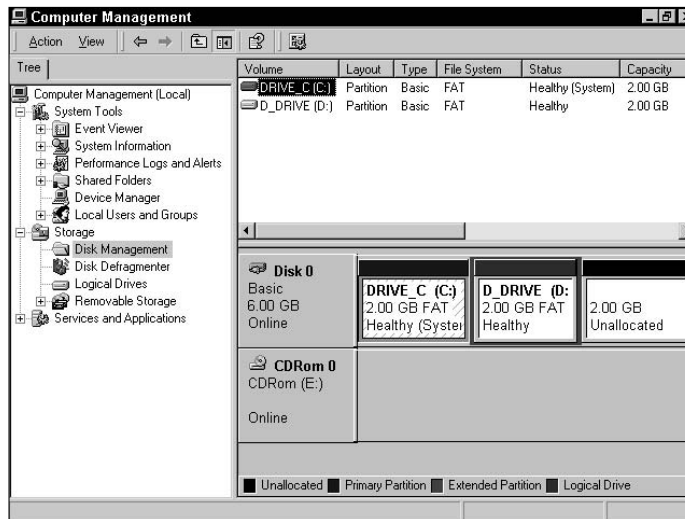 Computer Management
Action View
Tree
Computer Management (Local)
System Tools
Event Viewer
System Information
Performance Logs and Alerts
Shared Folders
Device Manager
Local Users and Groups
Storage
Disk Management
Disk Defragmenter
Logical Drives
Removable Storage
Services and Applications
Volume Layout Type File System Status Capacity
DRIVE_C (C:) Partition Basic FAT Healthy (System) 2.00 GB
D_DRIVE (D:) Partition Basic FAT Healthy 2.00 GB
Disk 0
Basic
6.00 GB
Online
DRIVE_C (C:)
2.00 GB FAT
Healthy (Syster
D_DRIVE (D:
2.00 GB FAT
Healthy
2.00 GB
Unallocated
CDRom 0
CDRom (E:)
Online
Unallocated Primary Partition Extended Partition Logical Drive